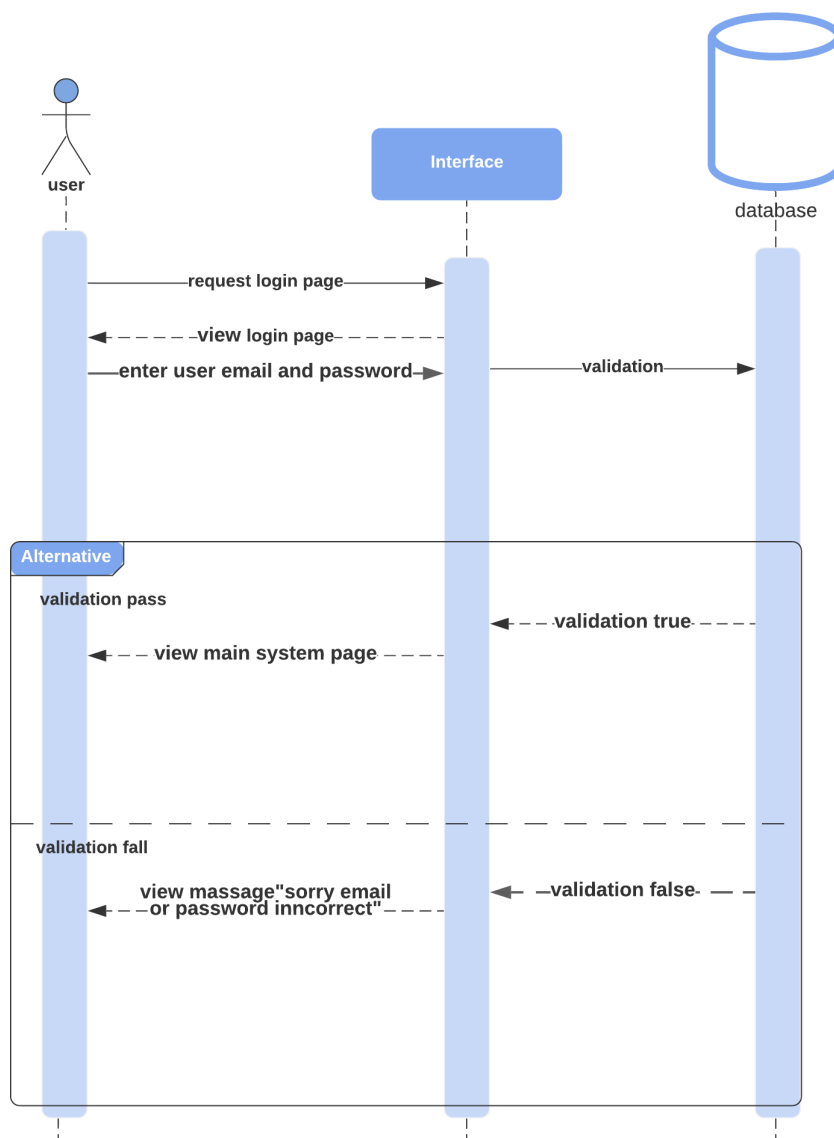 user
Interface
database
request login page
view login page
enter user email and password
validation
Alternative
validation pass
validation true
view main system page
validation fall
validation false
view massage"sorry email
or password inncorrect"